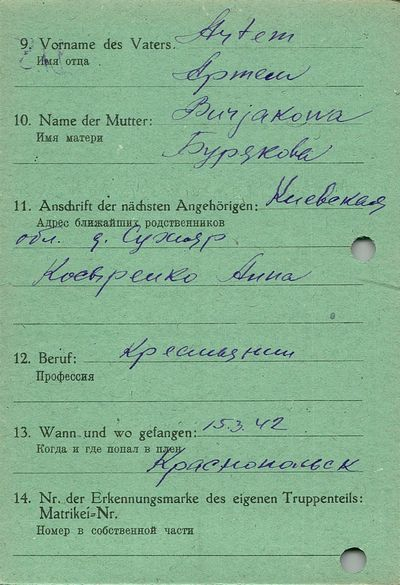 9. Vorname des Vaters. Artem
Имя отца
Артем
10. Name der Mutter: Burjakowa
Имя матери
Бурякова
11. Anschrift der nächsten Angehörigen: Киевская
Адрес ближайших родственников
обл. д. Сухояр
Косыренко Анна
12. Beruf: Крестьянин
Профессия
13. Wann und wo gefangen: 15.3.42
Когда и где попал в плен
Краснопольск
14. Nr. der Erkennungsmarke des eigenen Truppenteils:
Matrikel=Nr.
Номер в собственной части